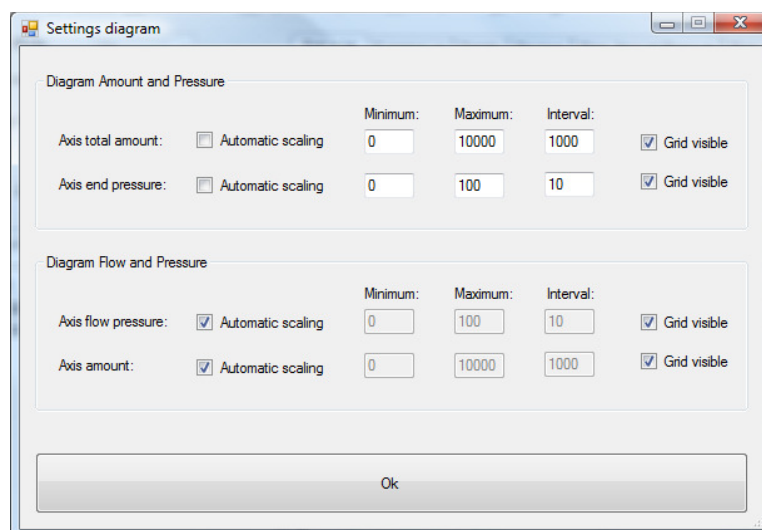 Settings diagram
Diagram Amount and Pressure
Minimum: Maximum: Interval:
Axis total amount: Automatic scaling 0 10000 1000 Grid visible
Axis end pressure: Automatic scaling 0 100 10 Grid visible
Diagram Flow and Pressure
Minimum: Maximum: Interval:
Axis flow pressure: Automatic scaling 0 100 10 Grid visible
Axis amount: Automatic scaling 0 10000 1000 Grid visible
Ok